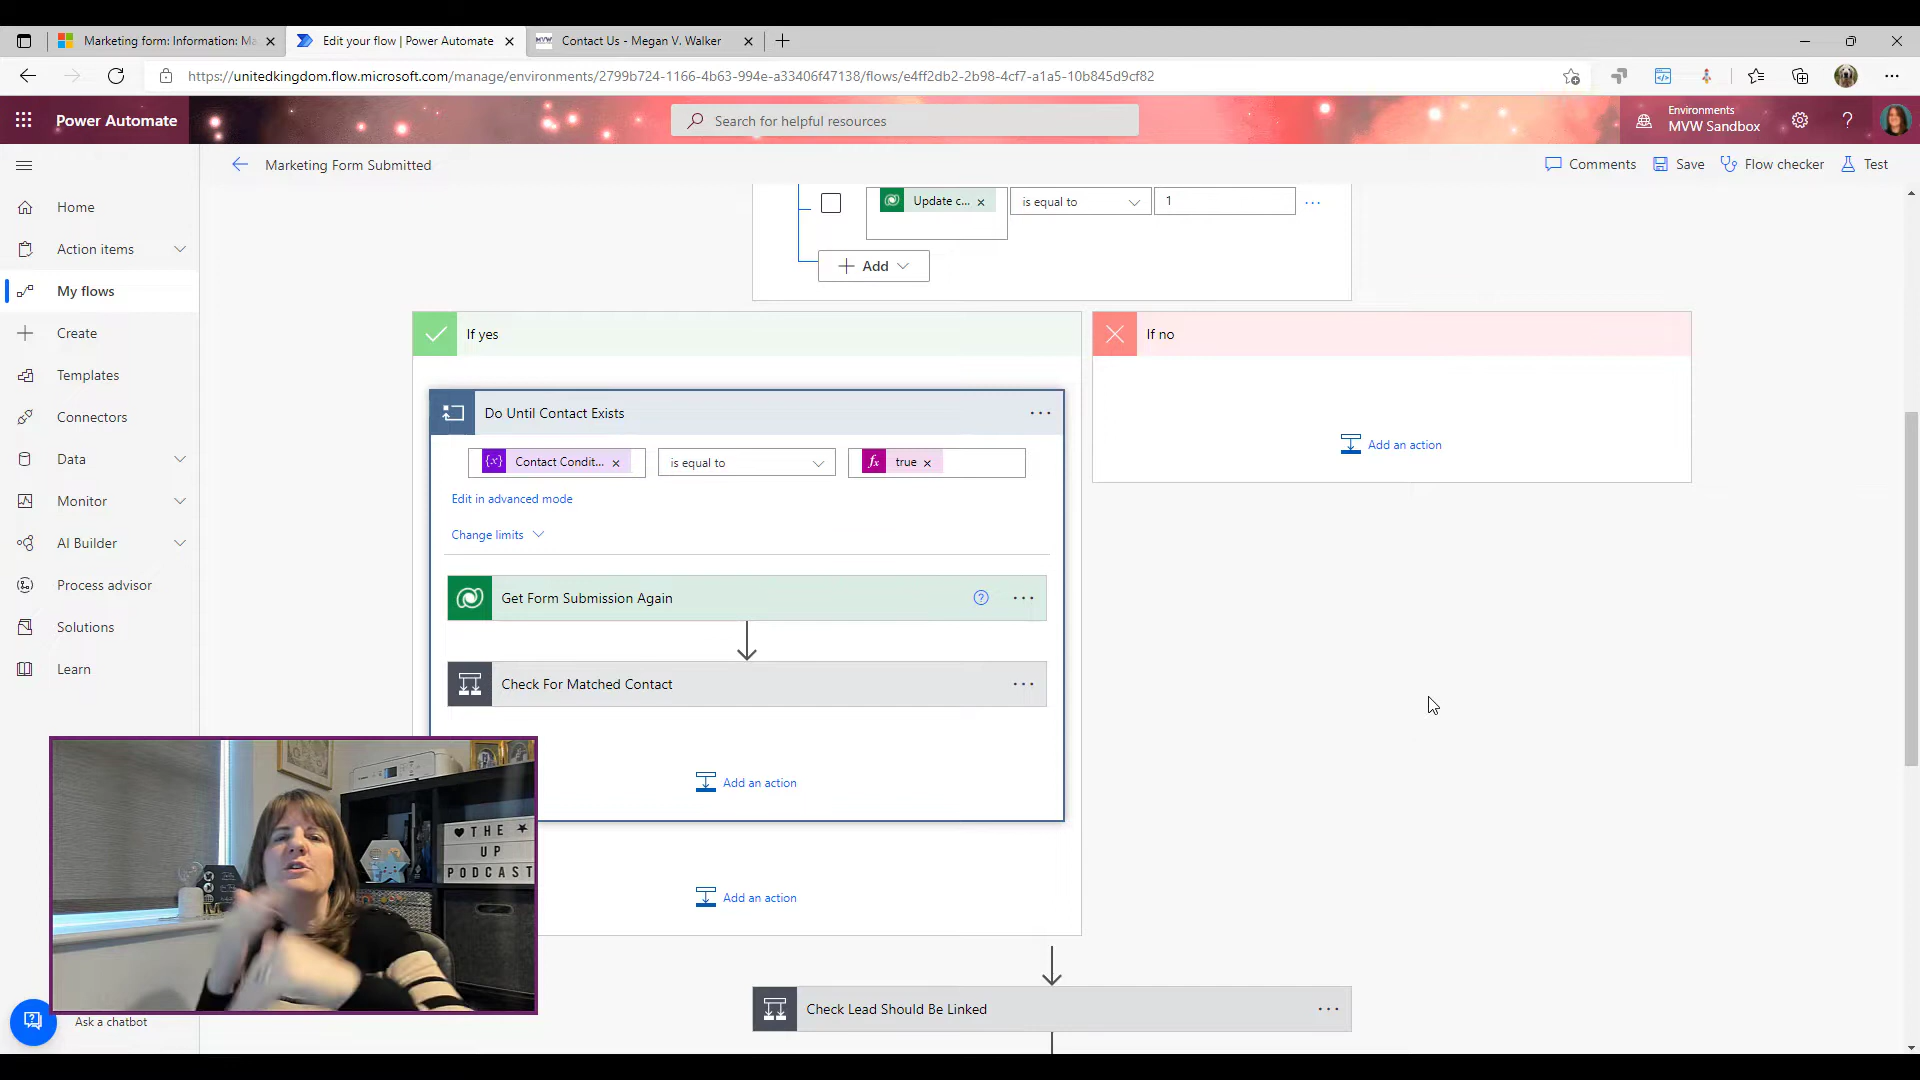 Marketing form: Information: Ma
Edit your flow | Power Automate
MVW
Contact Us - Megan V. Walker
https://unitedkingdom.flow.microsoft.com/manage/environments/2799b724-1166-4b63-994e-a33406f47138/flows/e4ff2db2-2b98-4cf7-a1a5-10b845d9cf82
Power Automate
Search for helpful resources
Environments
MVW Sandbox
Marketing Form Submitted
Comments
Save
Flow checker
Test
Home
Action items
My flows
Create
Templates
Connectors
Data
Monitor
AI Builder
Process advisor
Solutions
Learn
Ask a chatbot
Update c...
is equal to
1
Add
If yes
If no
Do Until Contact Exists
Contact Condit...
is equal to
fx
true
Edit in advanced mode
Change limits
Add an action
Get Form Submission Again
Check For Matched Contact
Add an action
Add an action
Check Lead Should Be Linked
THE
UP
PODCAST